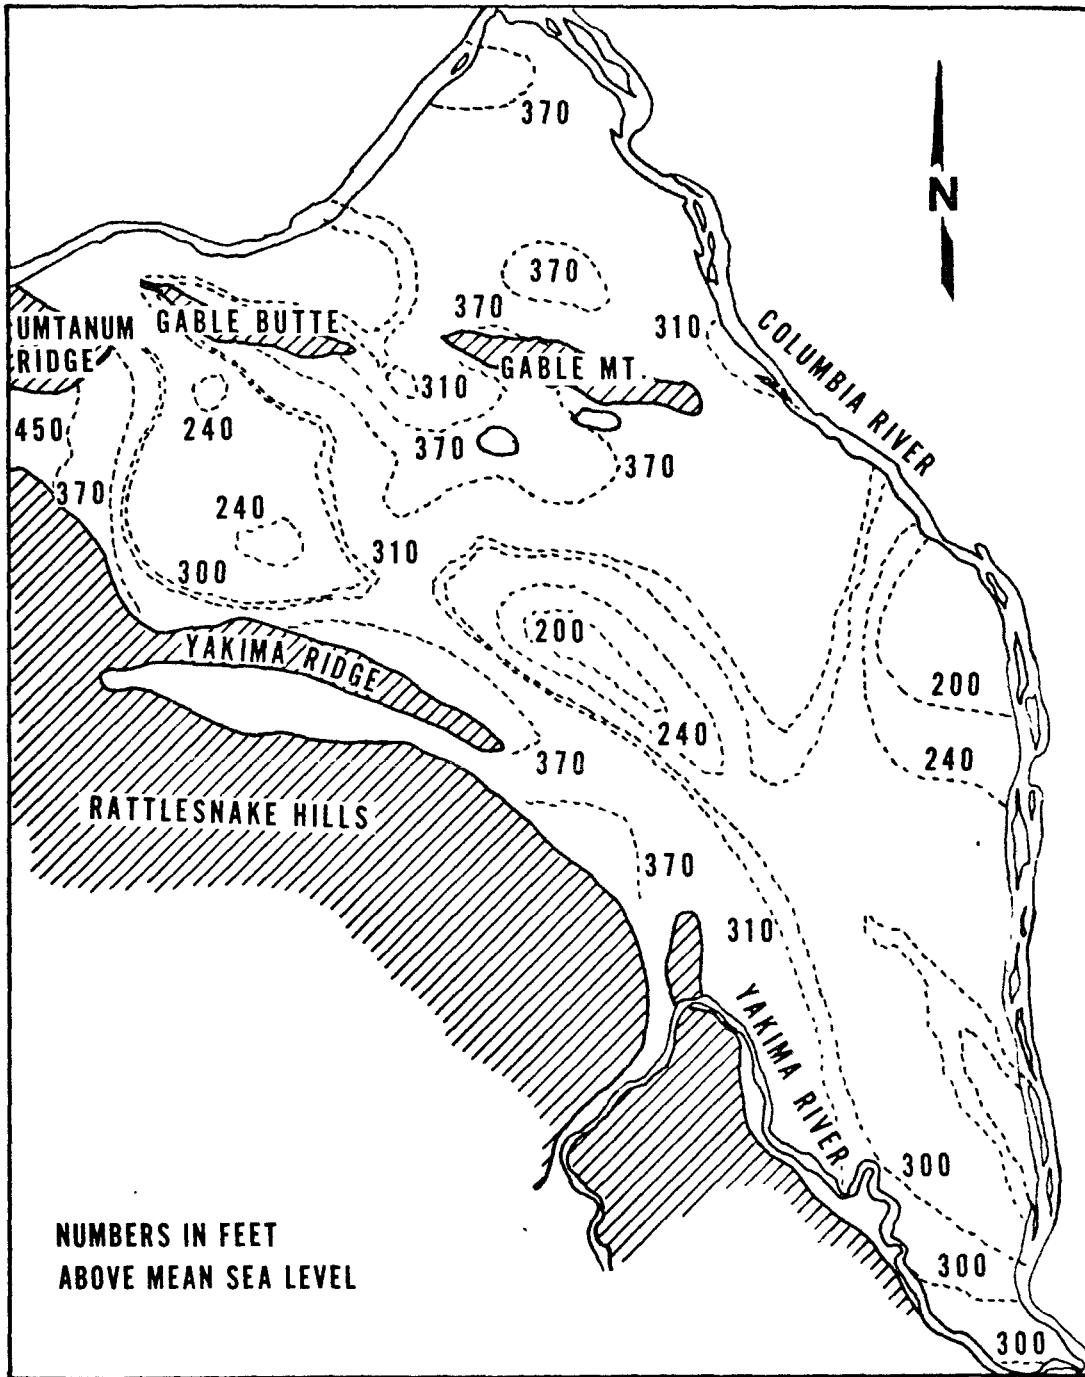 370
N
370
370
UMTANUM
RIDGE
GABLE BUTTE
310
COLUMBIA RIVER
GABLE MT.
310
450
240
370
370
370
240
310
300
200
YAKIMA RIDGE
200
240
240
370
RATTLESNAKE HILLS
370
310
YAKIMA RIVER
300
NUMBERS IN FEET
ABOVE MEAN SEA LEVEL
300
300